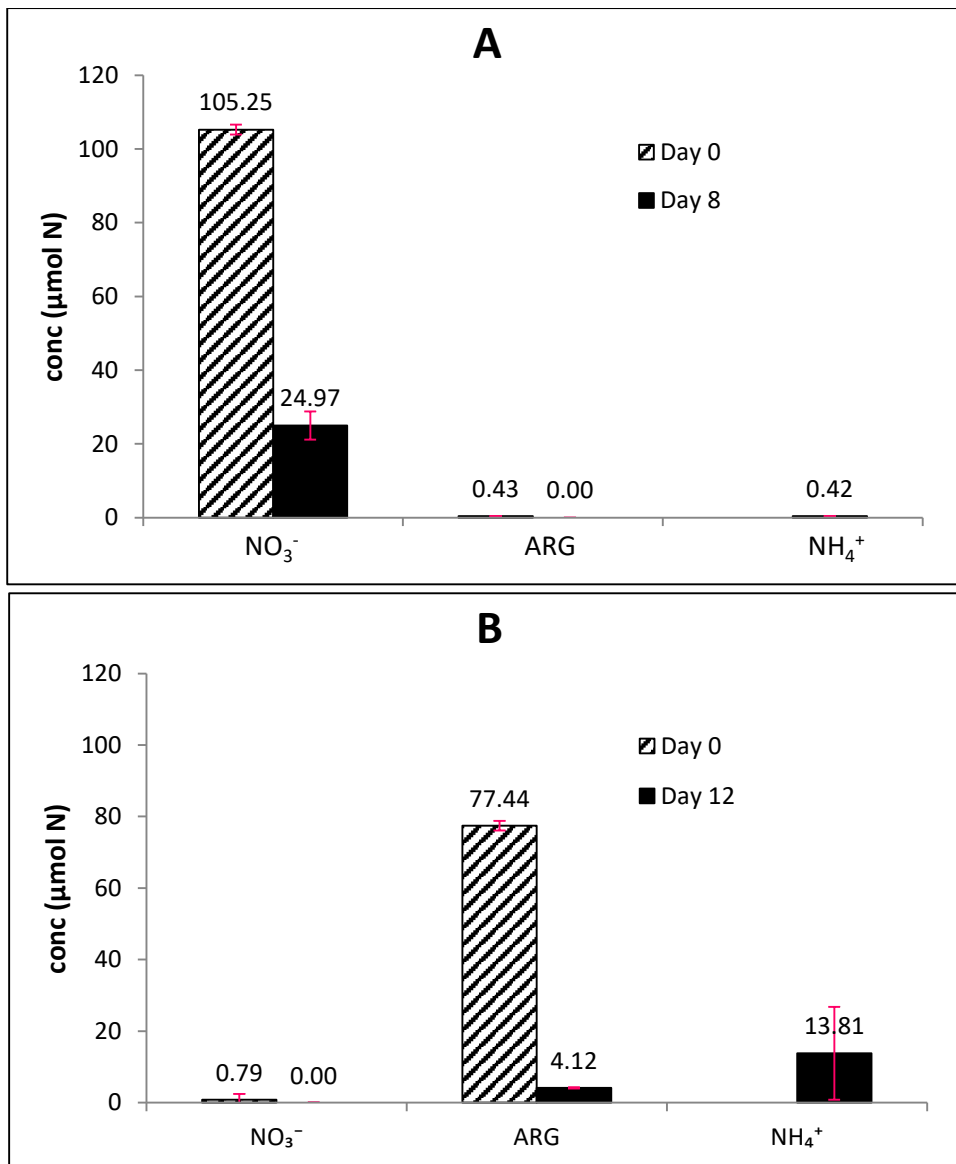 A
120
105.25
100
Day 0
Day 8
80
60
conc (µmol N)
40
24.97
20
0.43
0.00
0.42
0
NO₃⁻
ARG
NH₄⁺
B
120
100
Day 0
Day 12
80
77.44
60
conc (µmol N)
40
20
13.81
0.79
0.00
4.12
0
NO₃⁻
ARG
NH₄⁺